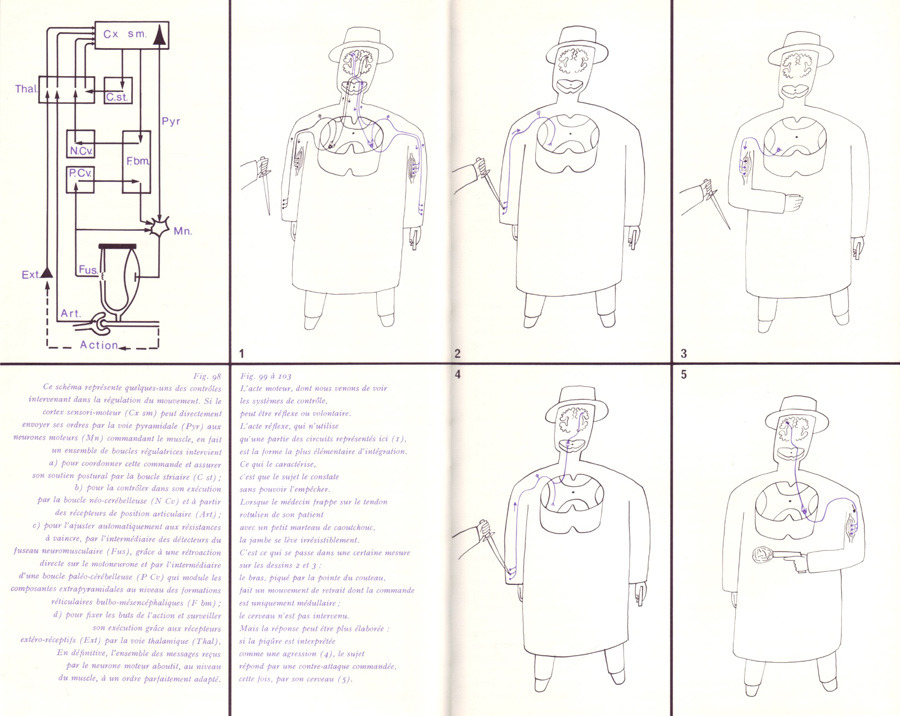 Cx sm.
Thal.
C.st.
Pyr
N.Cv.
F.bm.
P.Cv.
Mn.
Fus.
Ext.
Art.
Action
1
2
3
4
5
Fig. 98
Ce schéma représente quelques-uns des contrôles
intervenant dans la régulation du mouvement. Si le
cortex sensori-moteur (Cx sm) peut directement
envoyer ses ordres par la voie pyramidale (Pyr) aux
neurones moteurs (Mn) commandant le muscle, en fait
un ensemble de boucles régulatrices intervient
a) pour coordonner cette commande et assurer
son soutien postural par la boucle striaire (C st) ;
b) pour la contrôler dans son exécution
par la boucle néo-cérébelleuse (N Cv) et à partir
des récepteurs de position articulaire (Art) ;
c) pour l'ajuster automatiquement aux résistances
à vaincre, par l'intermédiaire des détecteurs du
fuseau neuromusculaire (Fus), grâce à une rétroaction
directe sur le motoneurone et par l'intermédiaire
d'une boucle paléo-cérébelleuse (P Cv) qui module les
composantes extrapyramidales au niveau des formations
réticulaires bulbo-mésencéphaliques (F bm) ;
d) pour fixer les buts de l'action et surveiller
son exécution grâce aux récepteurs
extéro-réceptifs (Ext) par la voie thalamique (Thal).
En définitive, l'ensemble des messages reçus
par le neurone moteur aboutit, au niveau
du muscle, à un ordre parfaitement adapté.
Fig. 99 à 103
L'acte moteur, dont nous venons de voir
les systèmes de contrôle,
peut être réflexe ou volontaire.
L'acte réflexe, qui n'utilise
qu'une partie des circuits représentés ici (1),
est la forme la plus élémentaire d'intégration.
Ce qui le caractérise,
c'est que le sujet le constate
sans pouvoir l'empêcher.
Lorsque le médecin frappe sur le tendon
rotulien de son patient
avec un petit marteau de caoutchouc,
la jambe se lève irrésistiblement.
C'est ce qui se passe dans une certaine mesure
sur les dessins 2 et 3 :
le bras, piqué par la pointe du couteau,
fait un mouvement de retrait dont la commande
est uniquement médullaire ;
le cerveau n'est pas intervenu.
Mais la réponse peut être plus élaborée :
si la piqûre est interprétée
comme une agression (4), le sujet
répond par une contre-attaque commandée,
cette fois, par son cerveau (5).